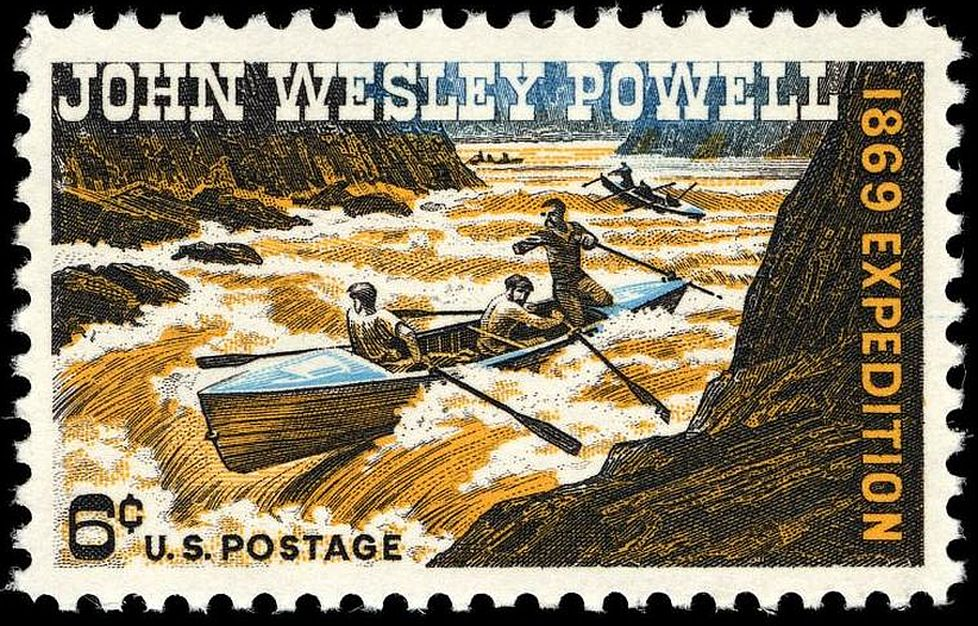 JOHN WESLEY POWELL
1869 EXPEDITION
6¢
U.S. POSTAGE